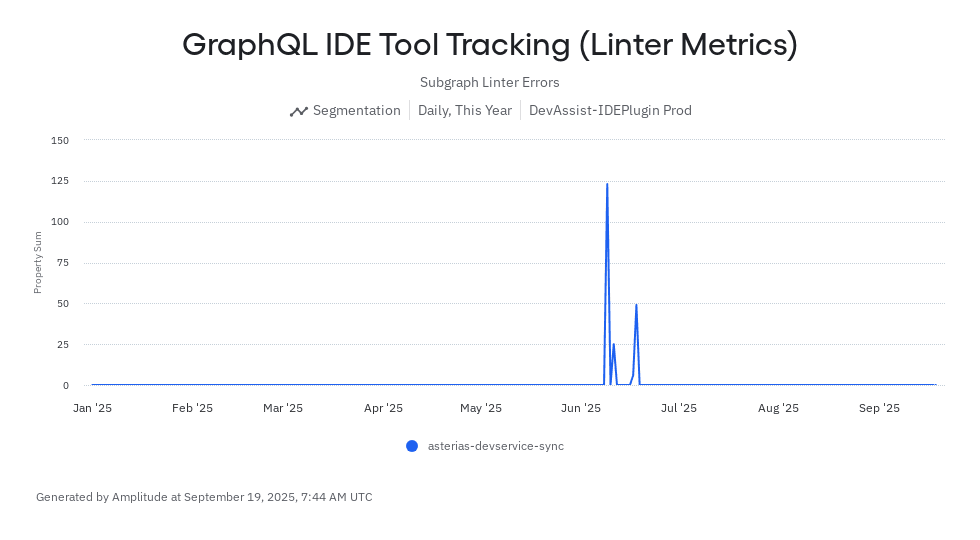 GraphQL IDE Tool Tracking (Linter Metrics)
Subgraph Linter Errors
Segmentation Daily, This Year DevAssist-IDEPlugin Prod
150
125
100
75
50
25
0
Property Sum
Jan '25 Feb '25 Mar '25 Apr '25 May '25 Jun '25 Jul '25 Aug '25 Sep '25
asterias-devservice-sync
Generated by Amplitude at September 19, 2025, 7:44 AM UTC